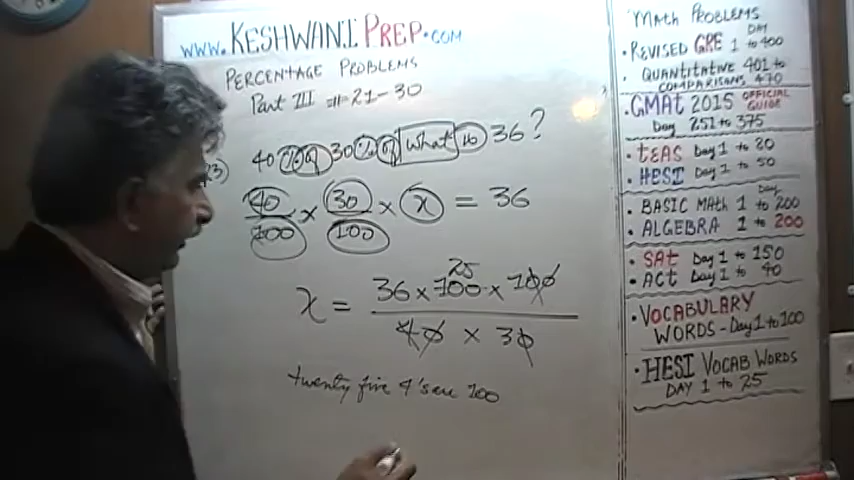 www.KESHWANI PREP.COM
PERCENTAGE PROBLEMS
Part III # 21-30
23) 40 % of 30 % of what is 36?
40/100 x 30/100 x x = 36
25
x = 36 x 100 x 100 / 40 x 30
twenty five 4's are 100
MATH PROBLEMS
• REVISED GRE DAY 1 to 400
• QUANTITATIVE 401 to
COMPARISONS 470
• GMAT 2015 OFFICIAL GUIDE
Day 251 to 375
• TEAS Day 1 to 20
• HESI Day 1 to 50
Day
• BASIC MATH 1 to 200
• ALGEBRA 1 to 200
• SAT Day 1 to 150
• ACT Day 1 to 40
• VOCABULARY
WORDS - Day 1 to 100
• HESI VOCAB WORDS
DAY 1 to 25